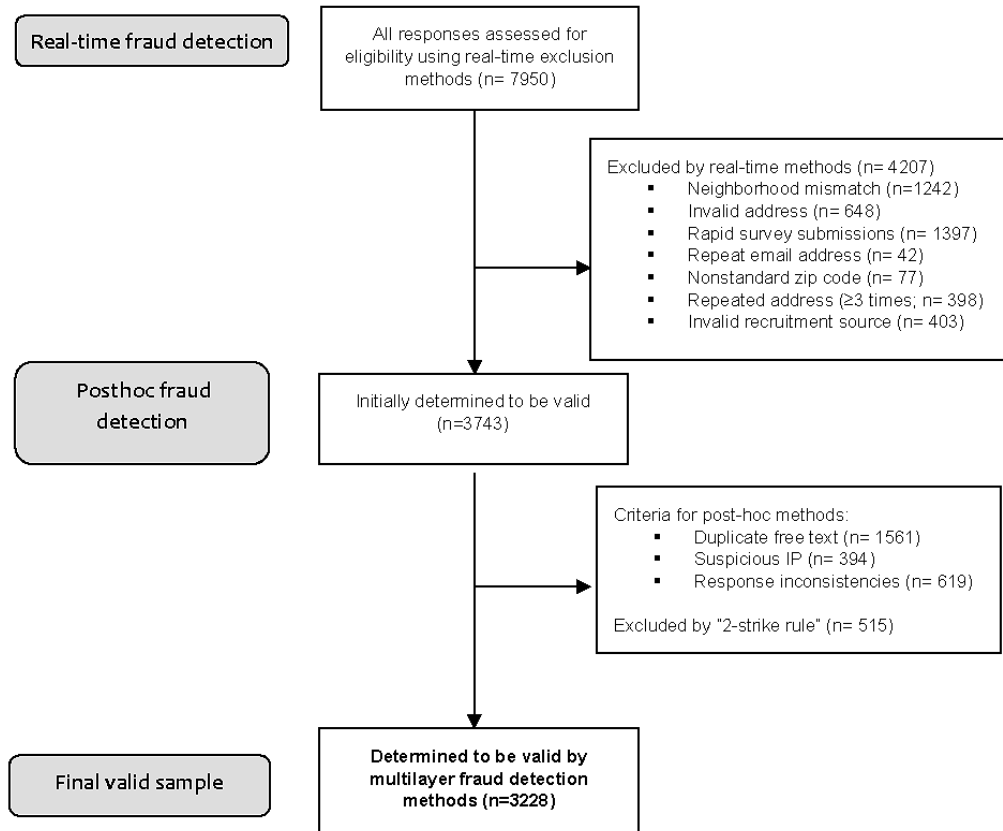 Real-time fraud detection
All responses assessed for
eligibility using real-time exclusion
methods (n= 7950)
Excluded by real-time methods (n= 4207)
▪ Neighborhood mismatch (n=1242)
▪ Invalid address (n= 648)
▪ Rapid survey submissions (n= 1397)
▪ Repeat email address (n= 42)
▪ Nonstandard zip code (n= 77)
▪ Repeated address (≥3 times; n= 398)
▪ Invalid recruitment source (n= 403)
Posthoc fraud
detection
Initially determined to be valid
(n=3743)
Criteria for post-hoc methods:
▪ Duplicate free text (n= 1561)
▪ Suspicious IP (n= 394)
▪ Response inconsistencies (n= 619)
Excluded by "2-strike rule" (n= 515)
Final valid sample
Determined to be valid by
multilayer fraud detection
methods (n=3228)